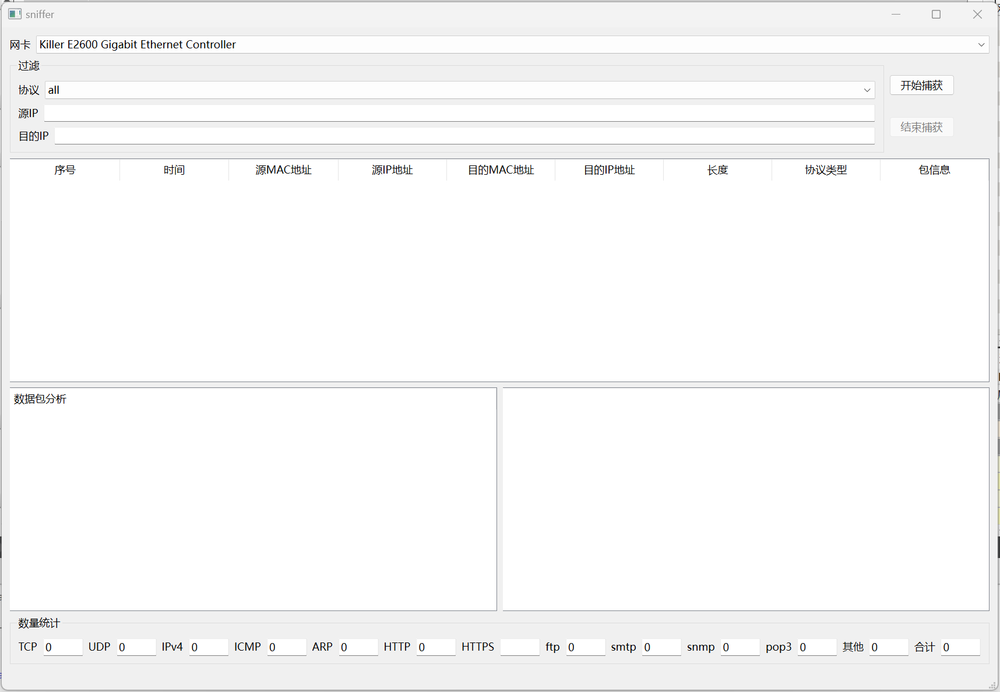 sniffer
网卡 Killer E2600 Gigabit Ethernet Controller
过滤
协议 all
开始捕获
源IP
结束捕获
目的IP
序号 时间 源MAC地址 源IP地址 目的MAC地址 目的IP地址 长度 协议类型 包信息
数据包分析
数量统计
TCP 0 UDP 0 IPv4 0 ICMP 0 ARP 0 HTTP 0 HTTPS ftp 0 smtp 0 snmp 0 pop3 0 其他 0 合计 0